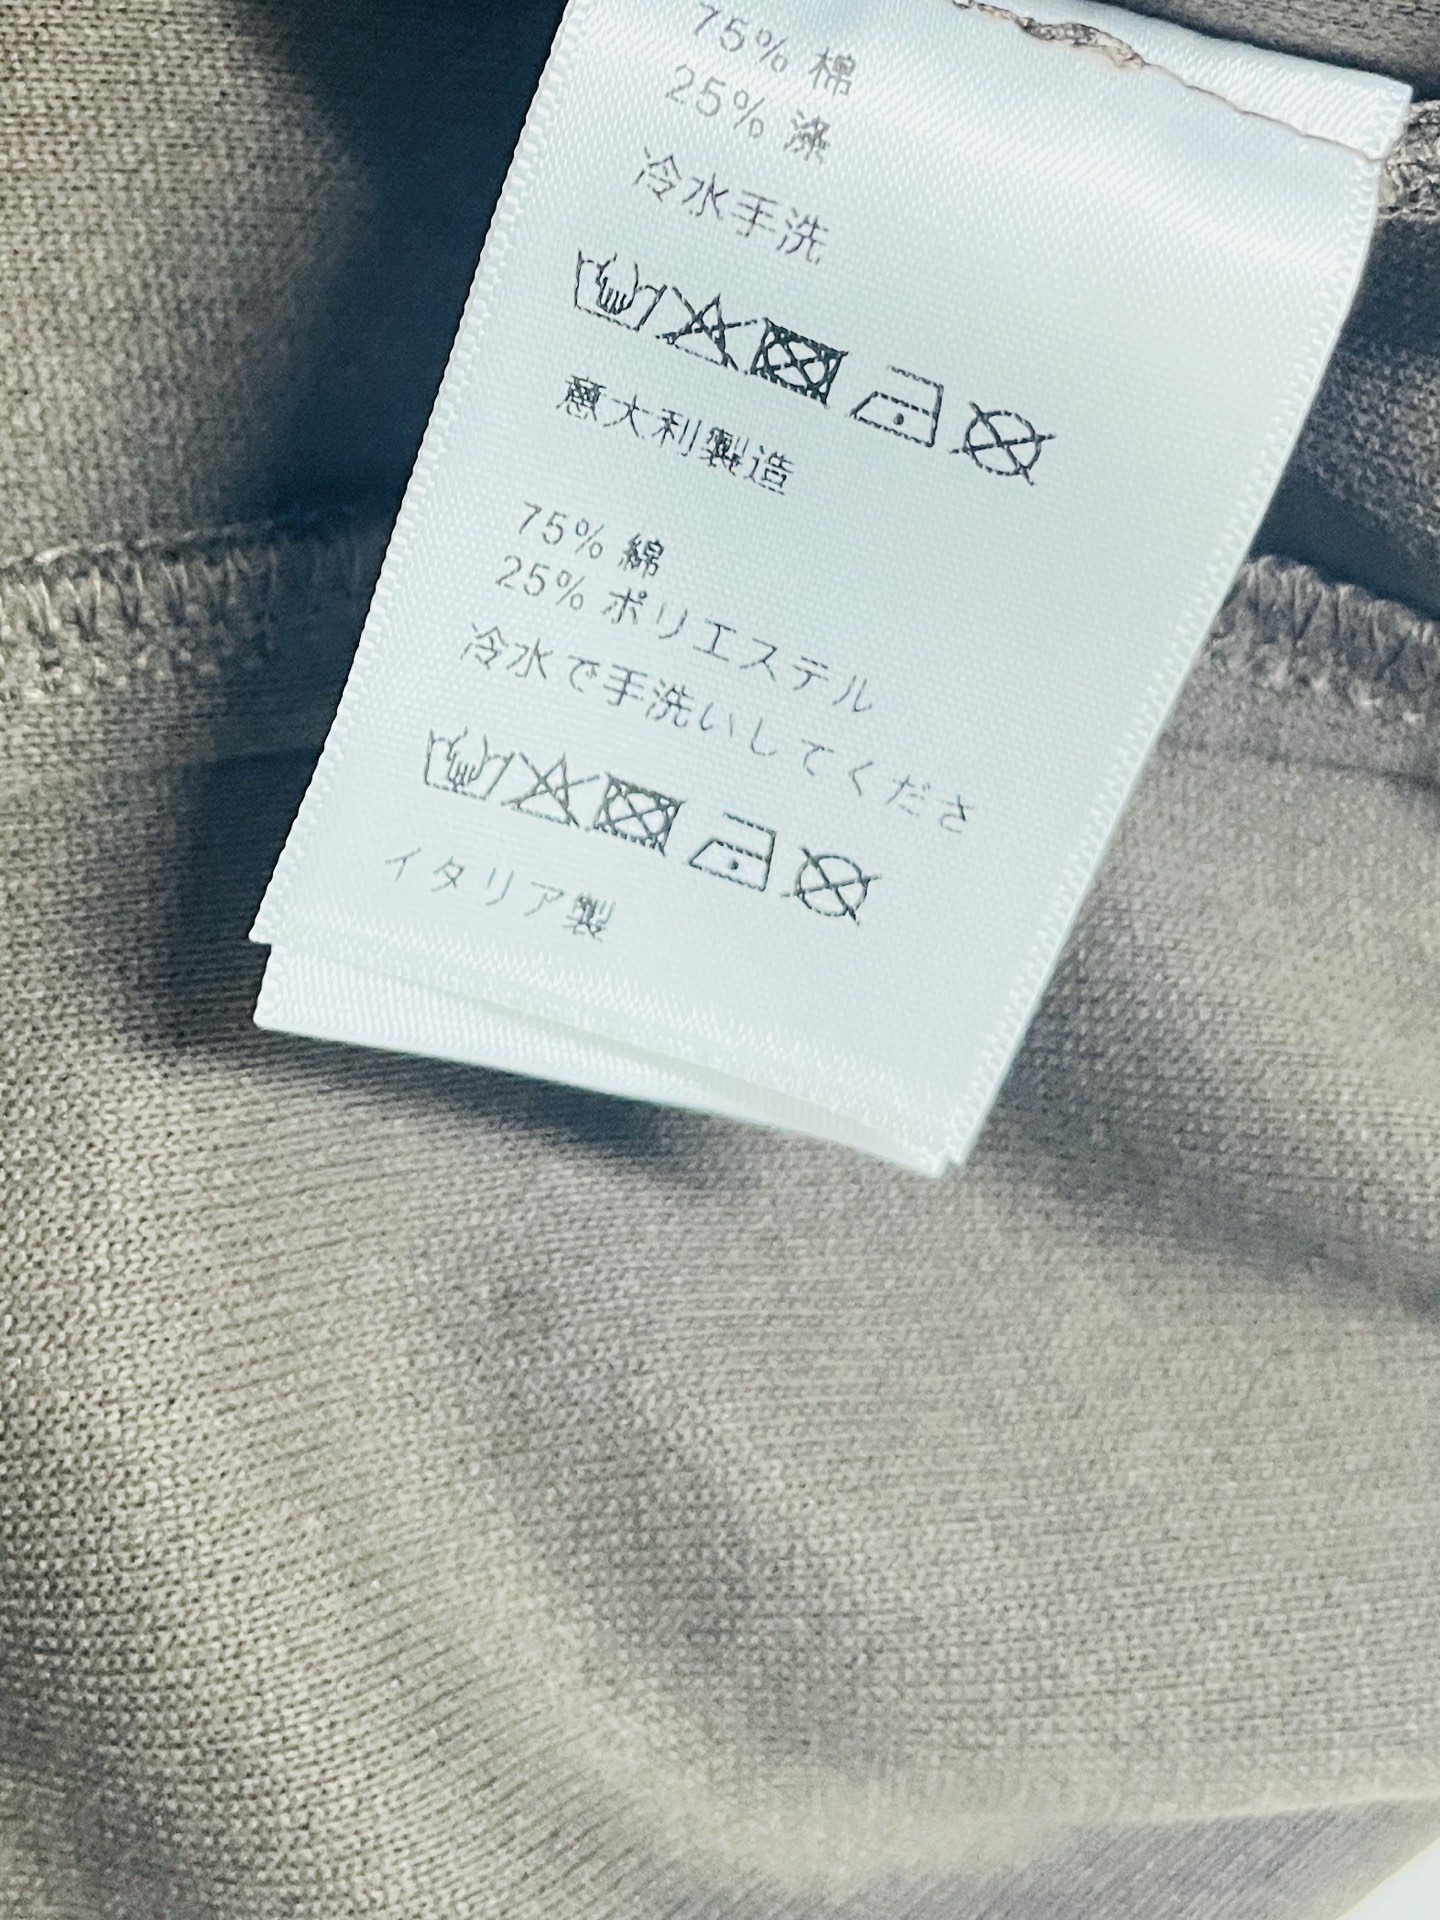 75% 棉
25% 涤
冷水手洗
意大利製造
75% 綿
25% ポリエステル
冷水で手洗いしてくださ
イタリア製